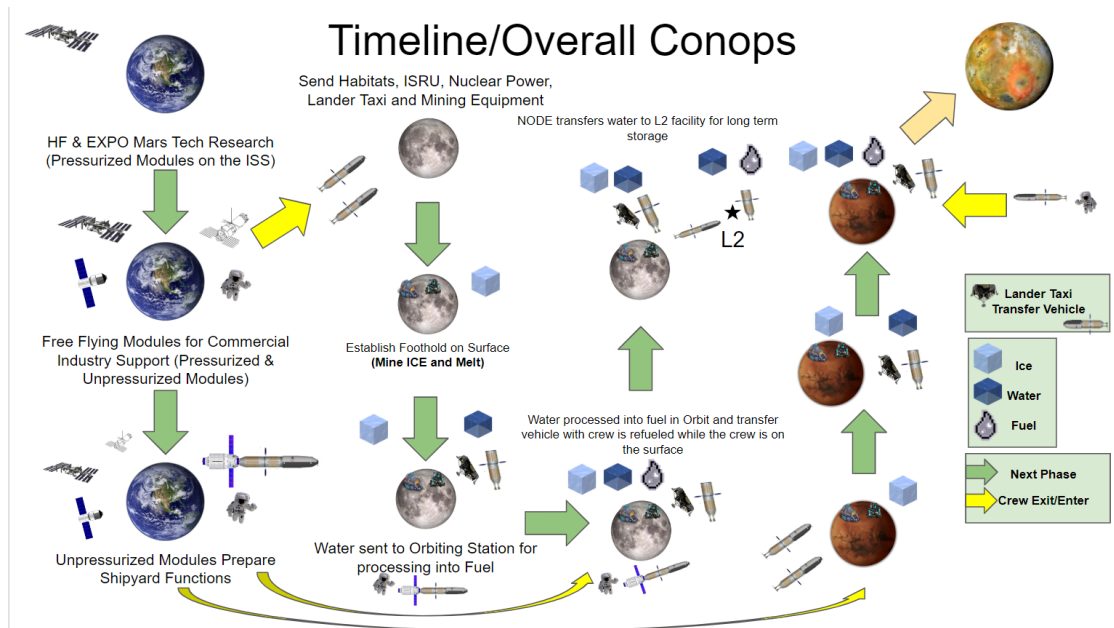 Timeline/Overall Conops
HF & EXPO Mars Tech Research
(Pressurized Modules on the ISS)
Free Flying Modules for Commercial
Industry Support (Pressurized &
Unpressurized Modules)
Unpressurized Modules Prepare
Shipyard Functions
Send Habitats, ISRU, Nuclear Power,
Lander Taxi and Mining Equipment
Establish Foothold on Surface
(Mine ICE and Melt)
Water sent to Orbiting Station for
processing into Fuel
NODE transfers water to L2 facility for long term
storage
L2
Water processed into fuel in Orbit and transfer
vehicle with crew is refueled while the crew is on
the surface
Lander Taxi
Transfer Vehicle
Ice
Water
Fuel
Next Phase
Crew Exit/Enter